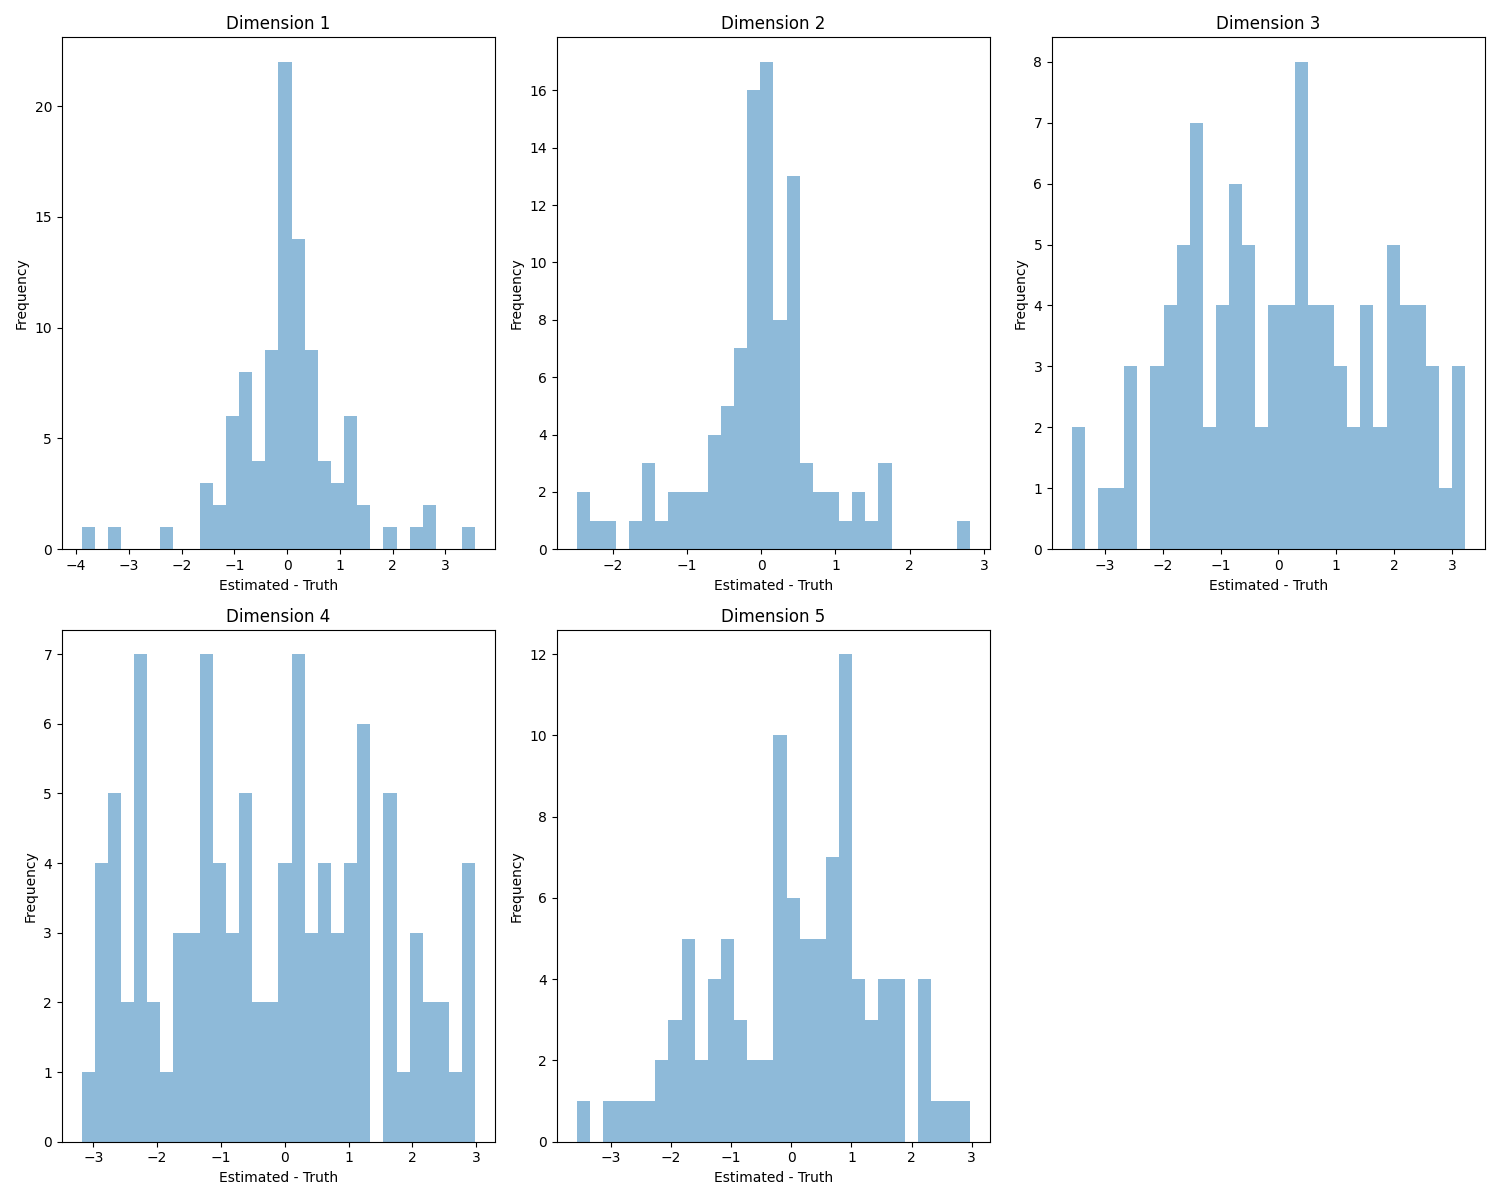 Dimension 1
Frequency
20
15
10
5
0
−4 −3 −2 −1 0 1 2 3
Estimated - Truth
Dimension 2
Frequency
16
14
12
10
8
6
4
2
0
−2 −1 0 1 2 3
Estimated - Truth
Dimension 3
Frequency
8
7
6
5
4
3
2
1
0
−3 −2 −1 0 1 2 3
Estimated - Truth
Dimension 4
Frequency
7
6
5
4
3
2
1
0
−3 −2 −1 0 1 2 3
Estimated - Truth
Dimension 5
Frequency
12
10
8
6
4
2
0
−3 −2 −1 0 1 2 3
Estimated - Truth